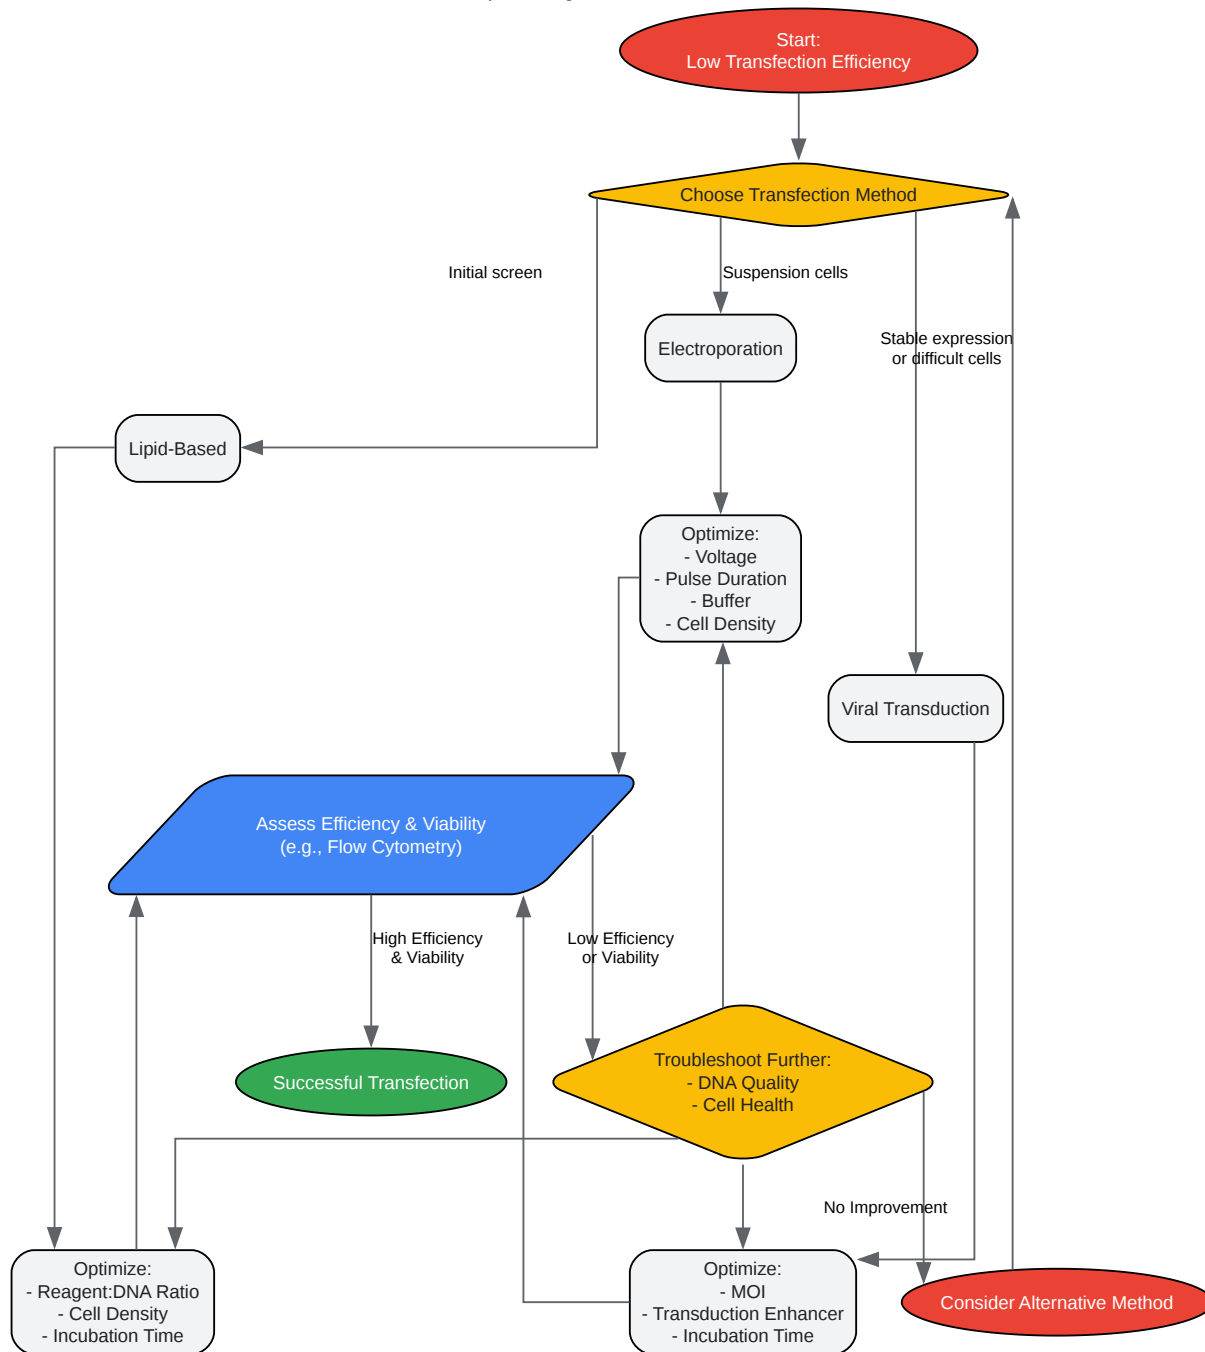 Start:
Low Transfection Efficiency
Choose Transfection Method
Initial screen
Suspension cells
Stable expression
or difficult cells
Electroporation
Lipid-Based
Optimize:
- Voltage
- Pulse Duration
- Buffer
- Cell Density
Viral Transduction
Assess Efficiency & Viability
(e.g., Flow Cytometry)
High Efficiency
& Viability
Low Efficiency
or Viability
Successful Transfection
Troubleshoot Further:
- DNA Quality
- Cell Health
No Improvement
Optimize:
- Reagent:DNA Ratio
- Cell Density
- Incubation Time
Optimize:
- MOI
- Transduction Enhancer
- Incubation Time
Consider Alternative Method